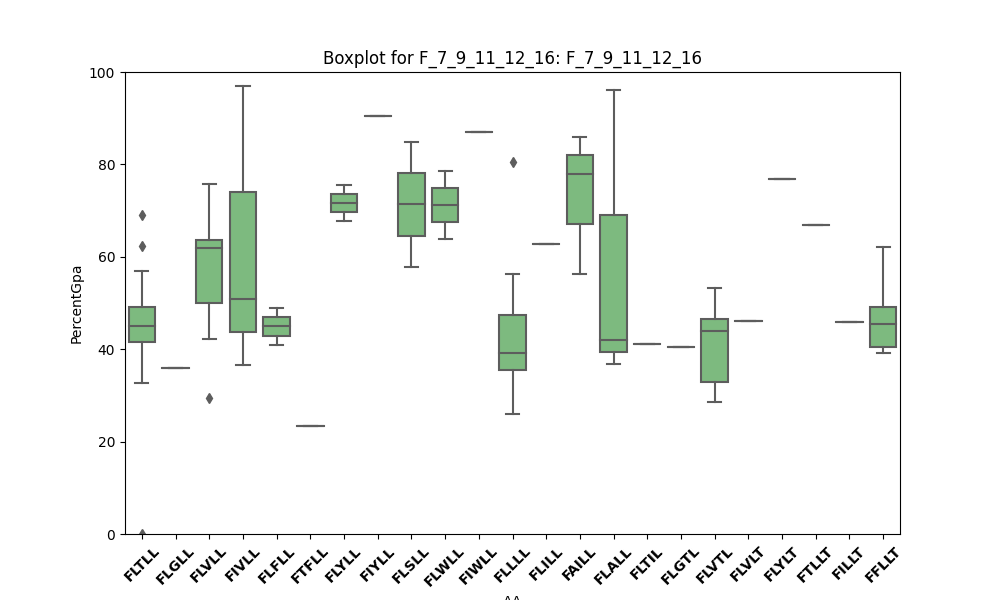 Boxplot for F_7_9_11_12_16: F_7_9_11_12_16
100
80
60
40
20
0
PercentGpa
FLTLL FLGLL FLVLL FIVLL FLFLL FTFLL FLYLL FIYLL FLSLL FLWLL FIWLL FLLLL FLILL FAILL FLALL FLTIL FLGTL FLVTL FLVLT FLYLT FTLLT FILLT FFLLT
AA